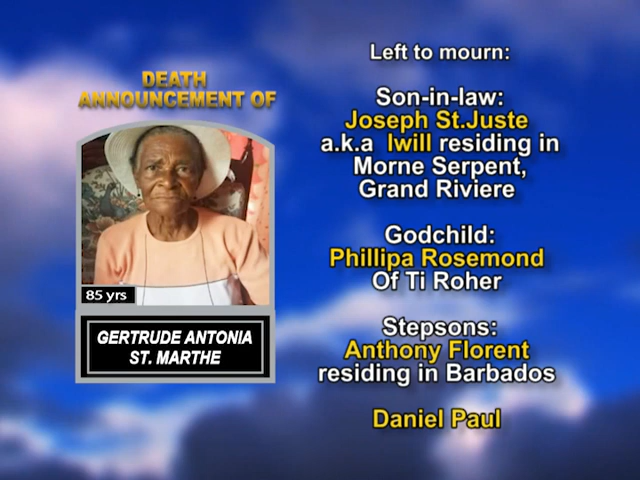 DEATH
ANNOUNCEMENT OF
85 yrs
GERTRUDE ANTONIA
ST. MARTHE
Left to mourn:
Son-in-law:
Joseph St.Juste
a.k.a Iwill residing in
Morne Serpent,
Grand Riviere
Godchild:
Phillipa Rosemond
Of Ti Roher
Stepsons:
Anthony Florent
residing in Barbados
Daniel Paul